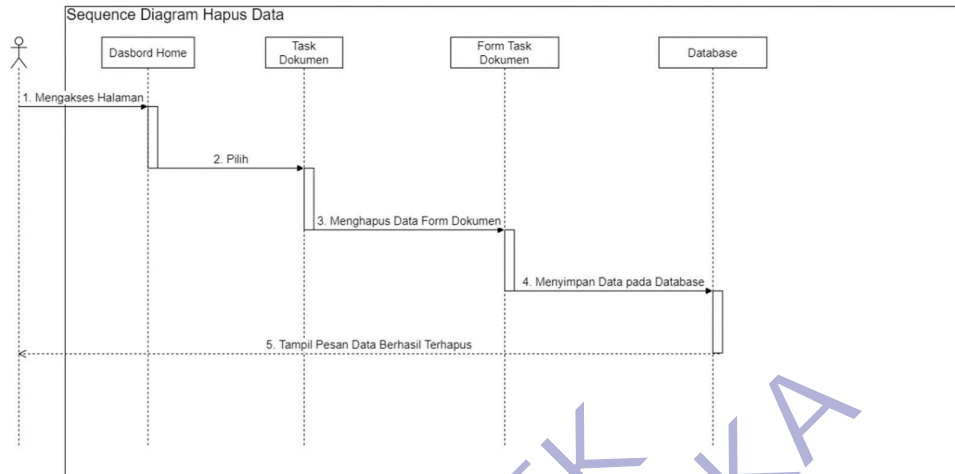 Sequence Diagram Hapus Data
Dasbord Home
Task
Dokumen
Form Task
Dokumen
Database
1. Mengakses Halaman
2. Pilih
3. Menghapus Data Form Dokumen
4. Menyimpan Data pada Database
5. Tampil Pesan Data Berhasil Terhapus